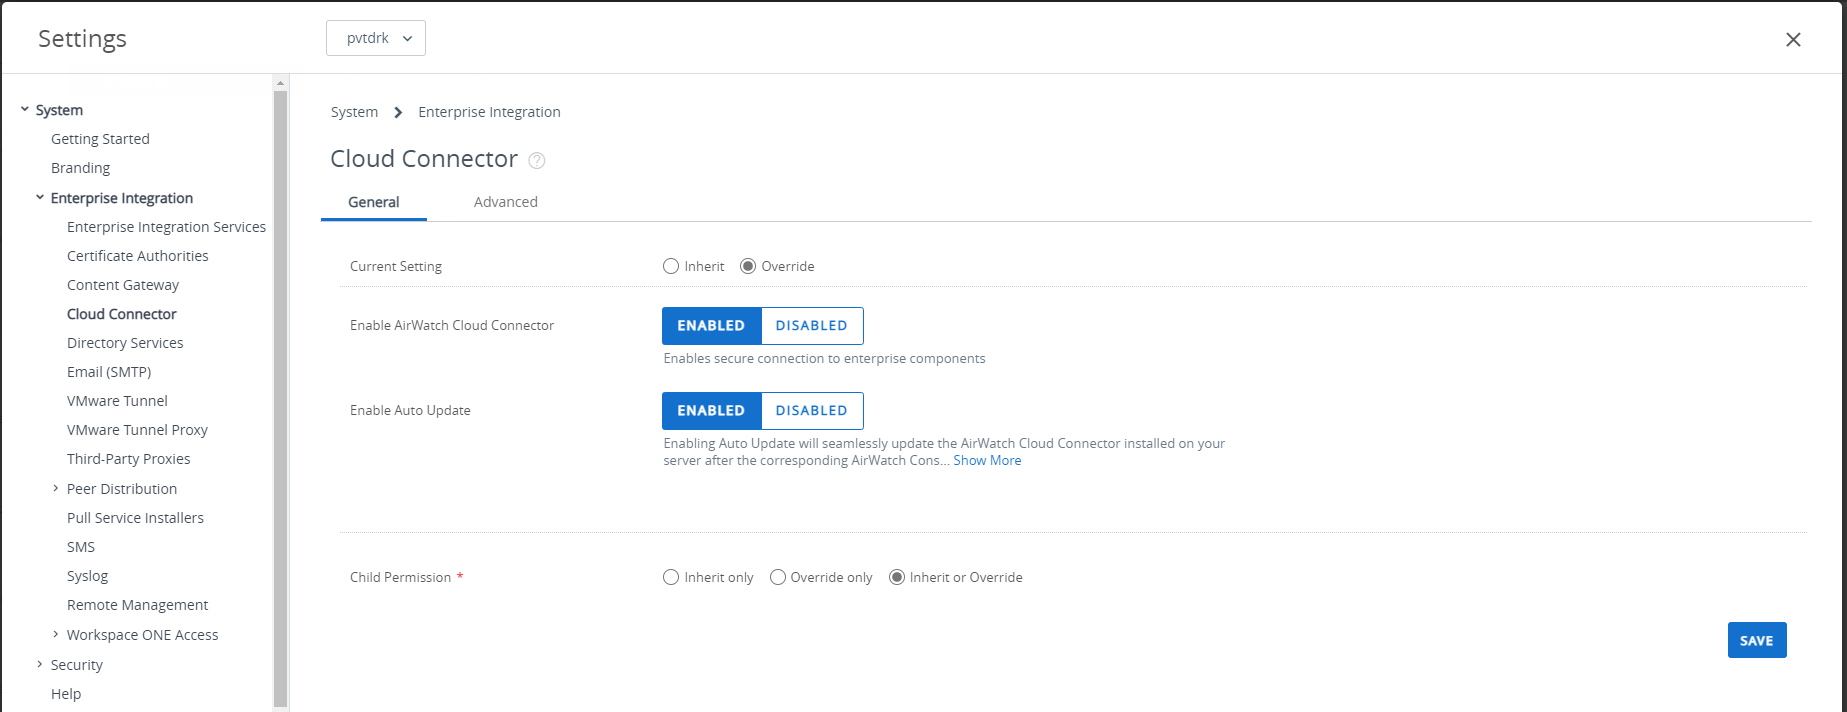 Settings
pvtdrk
System
Getting Started
Branding
Enterprise Integration
Enterprise Integration Services
Certificate Authorities
Content Gateway
Cloud Connector
Directory Services
Email (SMTP)
VMware Tunnel
VMware Tunnel Proxy
Third-Party Proxies
Peer Distribution
Pull Service Installers
SMS
Syslog
Remote Management
Workspace ONE Access
Security
Help
System > Enterprise Integration
Cloud Connector ?
General Advanced
Current Setting Inherit Override
Enable AirWatch Cloud Connector ENABLED DISABLED
Enables secure connection to enterprise components
Enable Auto Update ENABLED DISABLED
Enabling Auto Update will seamlessly update the AirWatch Cloud Connector installed on your
server after the corresponding AirWatch Cons... Show More
Child Permission * Inherit only Override only Inherit or Override
SAVE